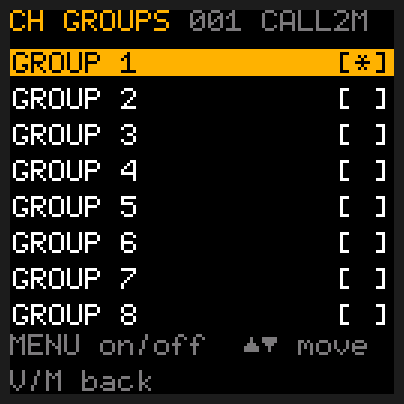 CH GROUPS 001 CALL2M
GROUP 1 [*]
GROUP 2 [ ]
GROUP 3 [ ]
GROUP 4 [ ]
GROUP 5 [ ]
GROUP 6 [ ]
GROUP 7 [ ]
GROUP 8 [ ]
MENU on/off ▲▼ move
V/M back